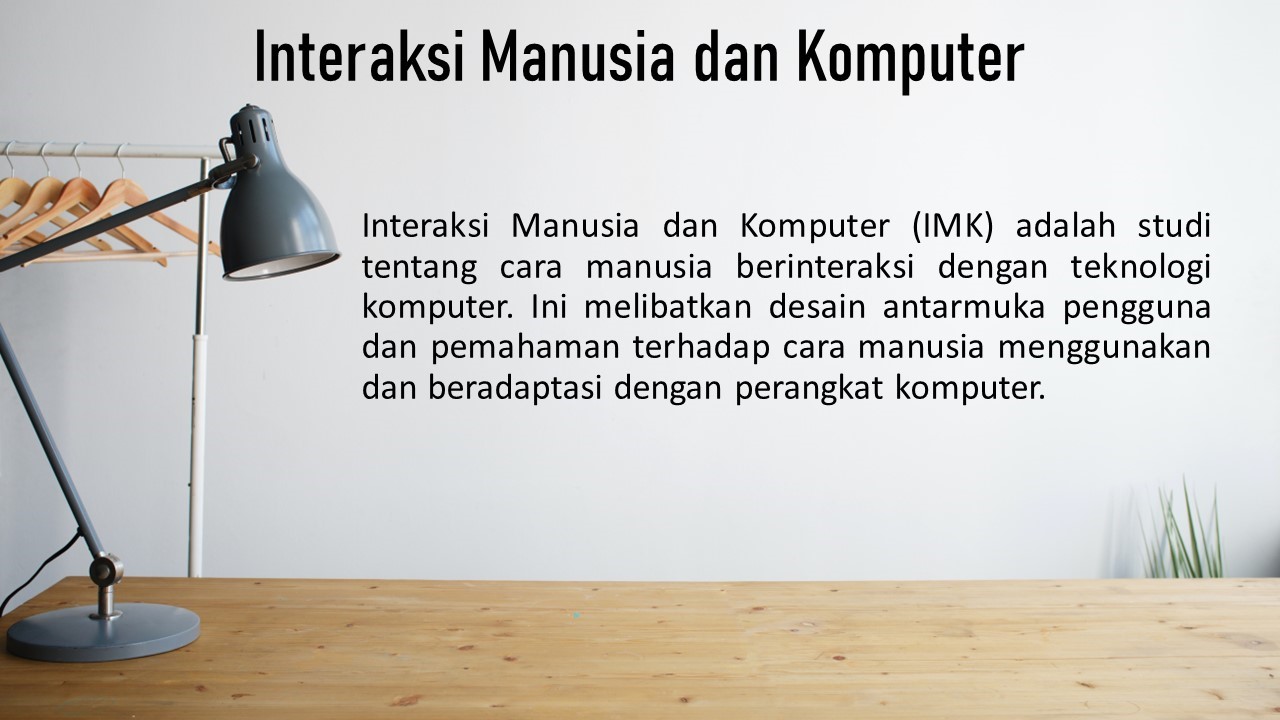 Interaksi Manusia dan Komputer
Interaksi Manusia dan Komputer (IMK) adalah studi
tentang cara manusia berinteraksi dengan teknologi
komputer. Ini melibatkan desain antarmuka pengguna
dan pemahaman terhadap cara manusia menggunakan
dan beradaptasi dengan perangkat komputer.